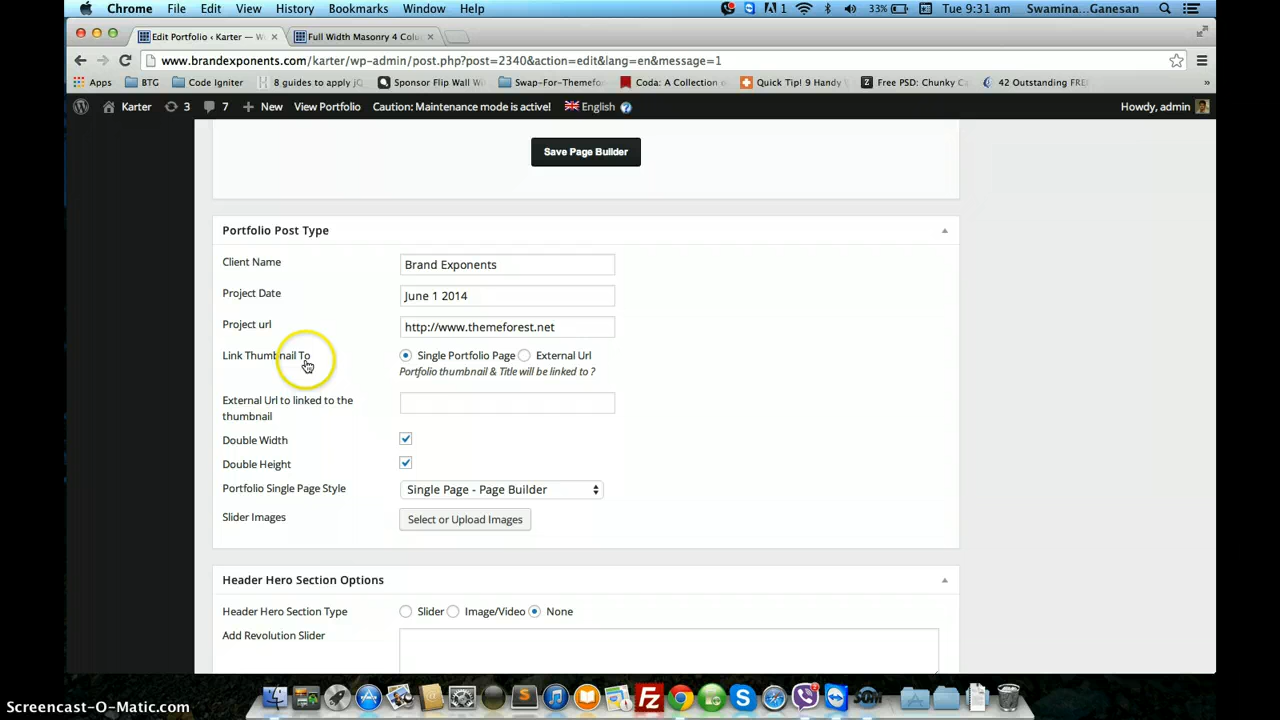 Chrome File Edit View History Bookmarks Window Help 1 33% Tue 9:31 am Swamina...Ganesan
Edit Portfolio ‹ Karter — W
Full Width Masonry 4 Colu
www.brandexponents.com/karter/wp-admin/post.php?post=2340&action=edit&lang=en&message=1
Apps BTG Code Igniter 8 guides to apply jQ Sponsor Flip Wall W Swap-For-Themefo Coda: A Collection o Quick Tip! 9 Handy Free PSD: Chunky Ca 42 Outstanding FRE »
Karter 3 7 New View Portfolio Caution: Maintenance mode is active! English Howdy, admin
Save Page Builder
Portfolio Post Type
Client Name Brand Exponents
Project Date June 1 2014
Project url http://www.themeforest.net
Link Thumbnail To Single Portfolio Page External Url
Portfolio thumbnail & Title will be linked to ?
External Url to linked to the
thumbnail
Double Width
Double Height
Portfolio Single Page Style Single Page - Page Builder
Slider Images Select or Upload Images
Header Hero Section Options
Header Hero Section Type Slider Image/Video None
Add Revolution Slider
Screencast-O-Matic.com